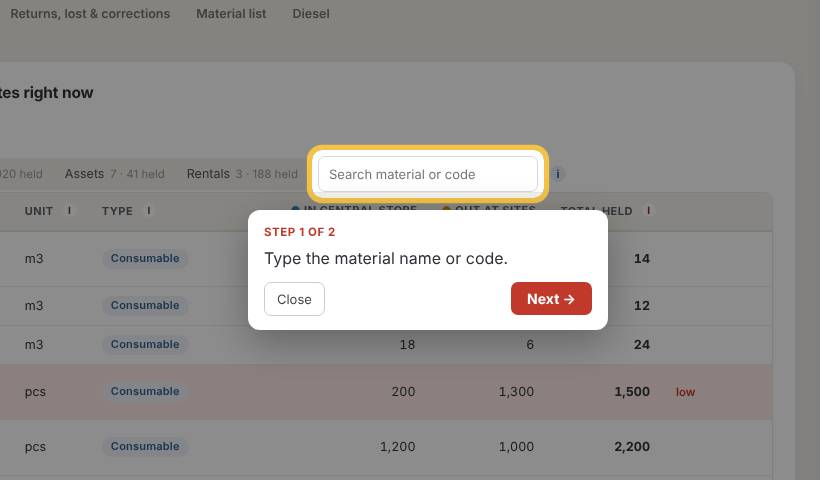 Returns, lost & corrections Material list Diesel
tes right now
020 held Assets 7 · 41 held Rentals 3 · 188 held Search material or code i
UNIT i TYPE i IN CENTRAL STORE OUT AT SITES TOTAL HELD i
STEP 1 OF 2
Type the material name or code.
Close Next →
m3 Consumable 14
m3 Consumable 12
m3 Consumable 18 6 24
pcs Consumable 200 1,300 1,500 low
pcs Consumable 1,200 1,000 2,200